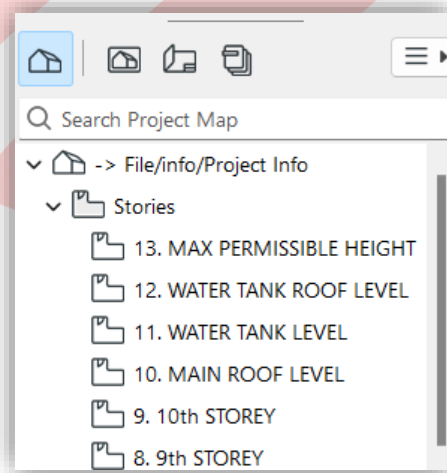 Search Project Map
-> File/info/Project Info
Stories
13. MAX PERMISSIBLE HEIGHT
12. WATER TANK ROOF LEVEL
11. WATER TANK LEVEL
10. MAIN ROOF LEVEL
9. 10th STOREY
8. 9th STOREY